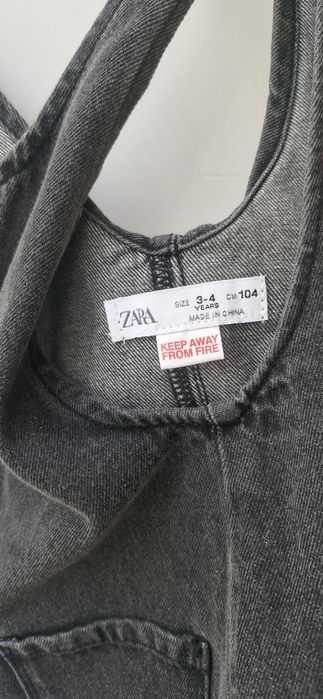 ZARA
SIZE 3-4 YEARS CM 104
MADE IN CHINA
KEEP AWAY
FROM FIRE